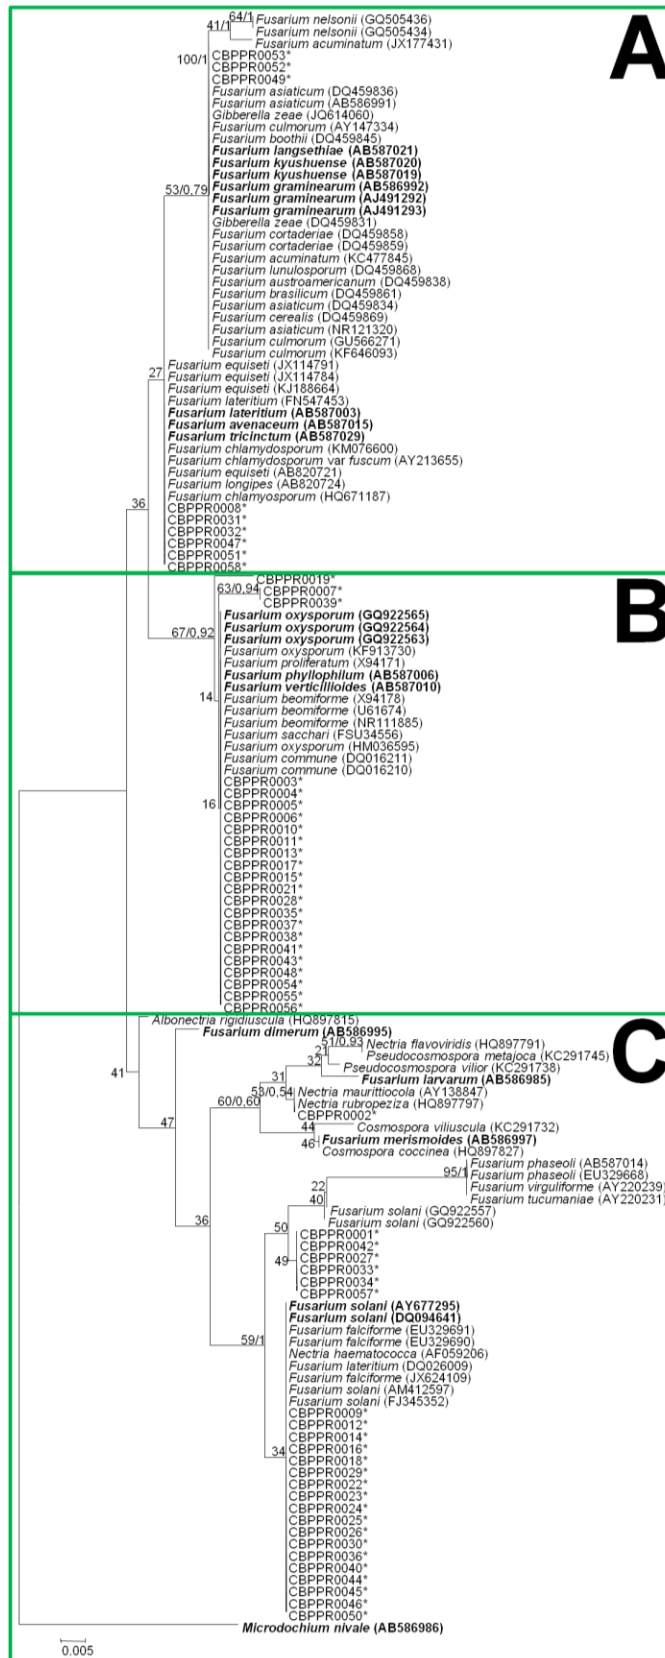 A
64/1
Fusarium nelsonii (GQ505436)
41/1
Fusarium nelsonii (GQ505434)
Fusarium acuminatum (JX177431)
100/1
CBPPR0053*
CBPPR0052*
CBPPR0049*
Fusarium asiaticum (DQ459836)
Fusarium asiaticum (AB586991)
Gibberella zeae (JQ614060)
Fusarium culmorum (AY147334)
Fusarium boothii (DQ459845)
Fusarium langsethiae (AB587021)
Fusarium kyushuense (AB587020)
Fusarium kyushuense (AB587019)
53/0,79
Fusarium graminearum (AB586992)
Fusarium graminearum (AJ491292)
Fusarium graminearum (AJ491293)
Gibberella zeae (DQ459831)
Fusarium cortaderiae (DQ459858)
Fusarium cortaderiae (DQ459859)
Fusarium acuminatum (KC477845)
Fusarium lunulosporum (DQ459868)
Fusarium austroamericanum (DQ459838)
Fusarium brasilicum (DQ459861)
Fusarium asiaticum (DQ459834)
Fusarium cerealis (DQ459869)
Fusarium asiaticum (NR121320)
Fusarium culmorum (GU566271)
Fusarium culmorum (KF646093)
Fusarium equiseti (JX114791)
27
Fusarium equiseti (JX114784)
Fusarium equiseti (KJ188664)
Fusarium lateritium (FN547453)
Fusarium lateritium (AB587003)
Fusarium avenaceum (AB587015)
Fusarium tricinctum (AB587029)
Fusarium chlamydosporum (KM076600)
Fusarium chlamydosporum var fuscum (AY213655)
Fusarium equiseti (AB820721)
Fusarium longipes (AB820724)
Fusarium chlamyosporum (HQ671187)
36
CBPPR0008*
CBPPR0031*
CBPPR0032*
CBPPR0047*
CBPPR0051*
CBPPR0058*
B
CBPPR0019*
63/0,94
CBPPR0007*
CBPPR0039*
Fusarium oxysporum (GQ922565)
Fusarium oxysporum (GQ922564)
67/0,92
Fusarium oxysporum (GQ922563)
Fusarium oxysporum (KF913730)
Fusarium proliferatum (X94171)
Fusarium phyllophilum (AB587006)
Fusarium verticillioides (AB587010)
14
Fusarium beomiforme (X94178)
Fusarium beomiforme (U61674)
Fusarium beomiforme (NR111885)
Fusarium sacchari (FSU34556)
Fusarium oxysporum (HM036595)
Fusarium commune (DQ016211)
Fusarium commune (DQ016210)
CBPPR0003*
CBPPR0004*
16
CBPPR0005*
CBPPR0006*
CBPPR0010*
CBPPR0011*
CBPPR0013*
CBPPR0017*
CBPPR0015*
CBPPR0021*
CBPPR0028*
CBPPR0035*
CBPPR0037*
CBPPR0038*
CBPPR0041*
CBPPR0043*
CBPPR0048*
CBPPR0054*
CBPPR0055*
CBPPR0056*
C
Albonectria rigidiuscula (HQ897815)
Fusarium dimerum (AB586995)
51/0,93
Nectria flavoviridis (HQ897791)
21
Pseudocosmospora metajoca (KC291745)
32
Pseudocosmospora vilior (KC291738)
41
31
Fusarium larvarum (AB586985)
53/0,54
Nectria mauritiicola (AY138847)
Nectria rubropeziza (HQ897797)
60/0,60
CBPPR0002*
47
44
Cosmospora viliuscula (KC291732)
Fusarium merismoides (AB586997)
46
Cosmospora coccinea (HQ897827)
Fusarium phaseoli (AB587014)
95/1
Fusarium phaseoli (EU329668)
Fusarium virguliforme (AY220239)
22
Fusarium tucumaniae (AY220231)
40
Fusarium solani (GQ922557)
36
Fusarium solani (GQ922560)
50
CBPPR0001*
CBPPR0042*
CBPPR0027*
49
CBPPR0033*
CBPPR0034*
CBPPR0057*
Fusarium solani (AY677295)
Fusarium solani (DQ094641)
Fusarium falciforme (EU329691)
59/1
Fusarium falciforme (EU329690)
Nectria haematococca (AF059206)
Fusarium lateritium (DQ026009)
Fusarium falciforme (JX624109)
Fusarium solani (AM412597)
Fusarium solani (FJ345352)
CBPPR0009*
CBPPR0012*
CBPPR0014*
34
CBPPR0016*
CBPPR0018*
CBPPR0029*
CBPPR0022*
CBPPR0023*
CBPPR0024*
CBPPR0025*
CBPPR0026*
CBPPR0030*
CBPPR0036*
CBPPR0040*
CBPPR0044*
CBPPR0045*
CBPPR0046*
CBPPR0050*
Microdochium nivale (AB586986)
0.005